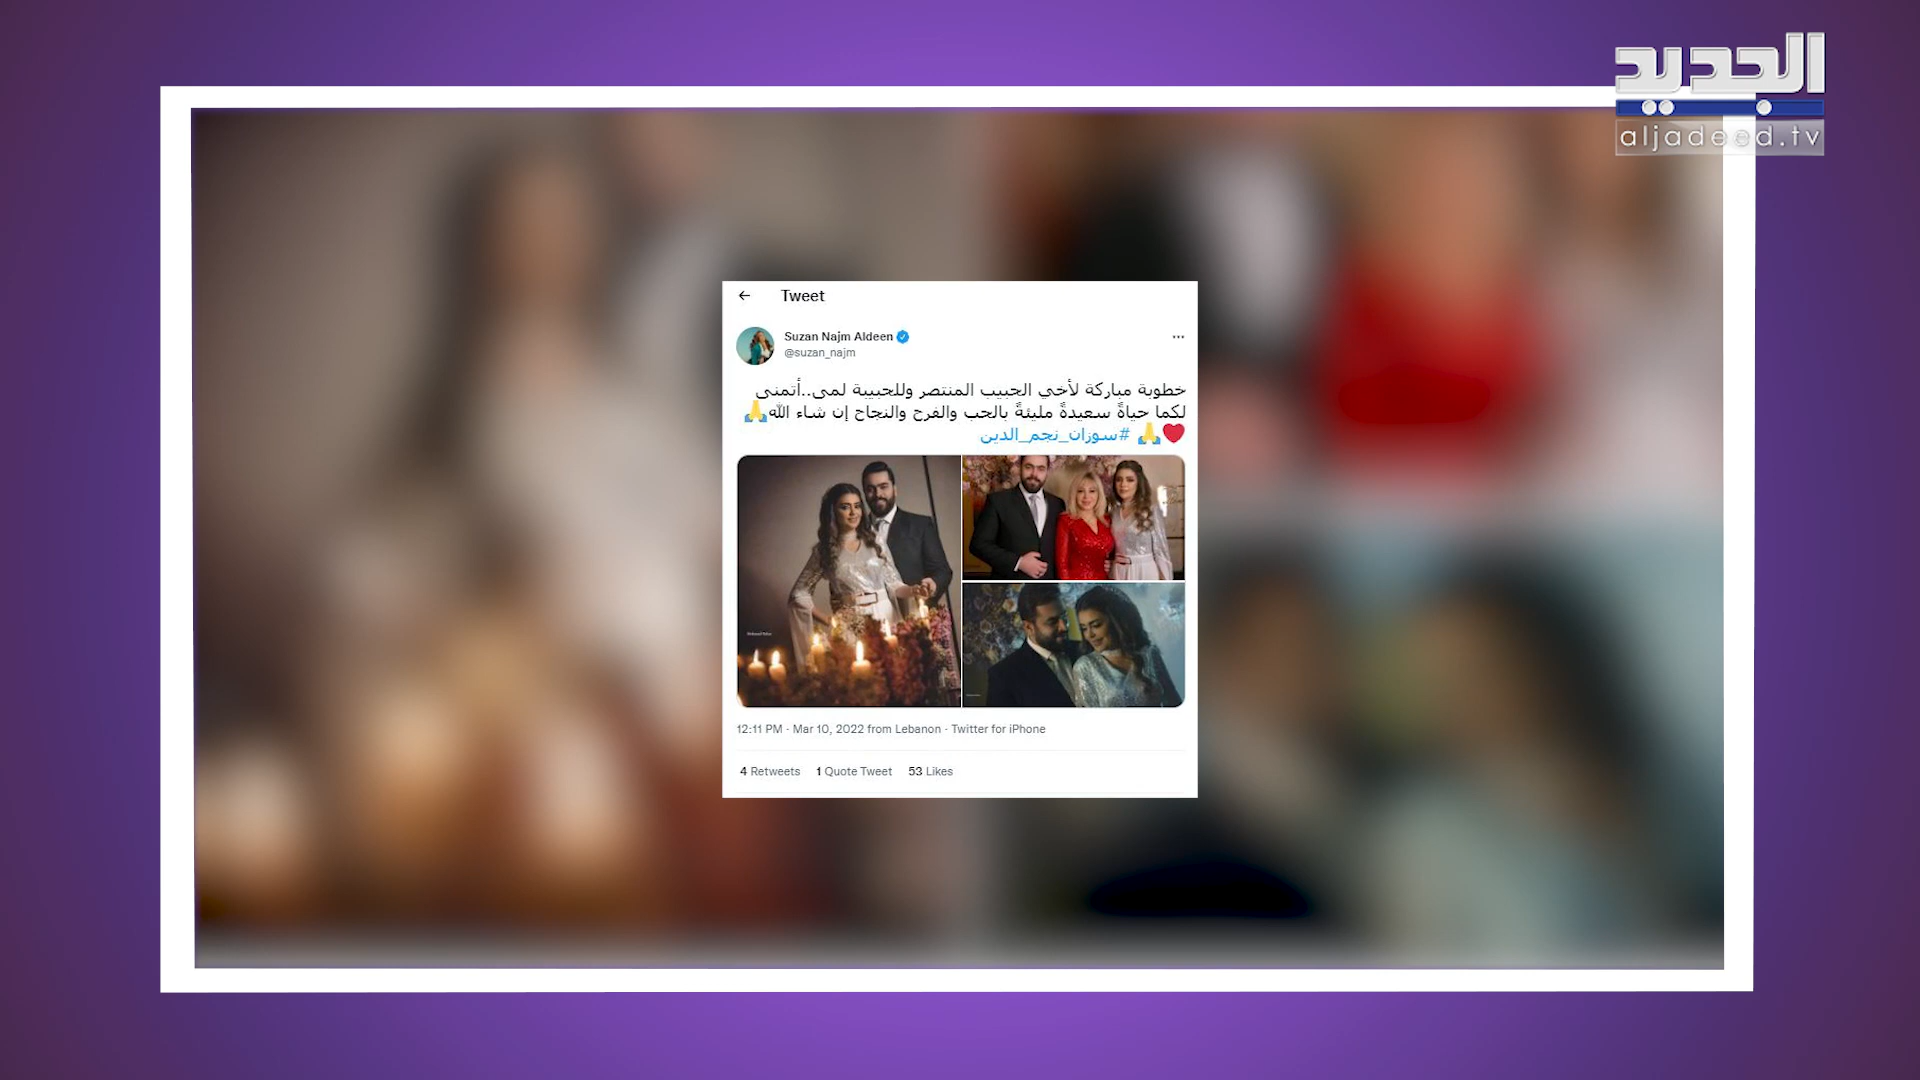 الجديد
aljadeed.tv
Tweet
Suzan Najm Aldeen
@suzan_najm
خطوبة مباركة لأخي الحبيب المنتصر وللحبيبة لمى..أتمنى
لكما حياةً سعيدةً مليئةً بالحب والفرح والنجاح إن شاء الله🙏
❤️🙏 #سوزان_نجم_الدين
12:11 PM · Mar 10, 2022 from Lebanon · Twitter for iPhone
4 Retweets 1 Quote Tweet 53 Likes